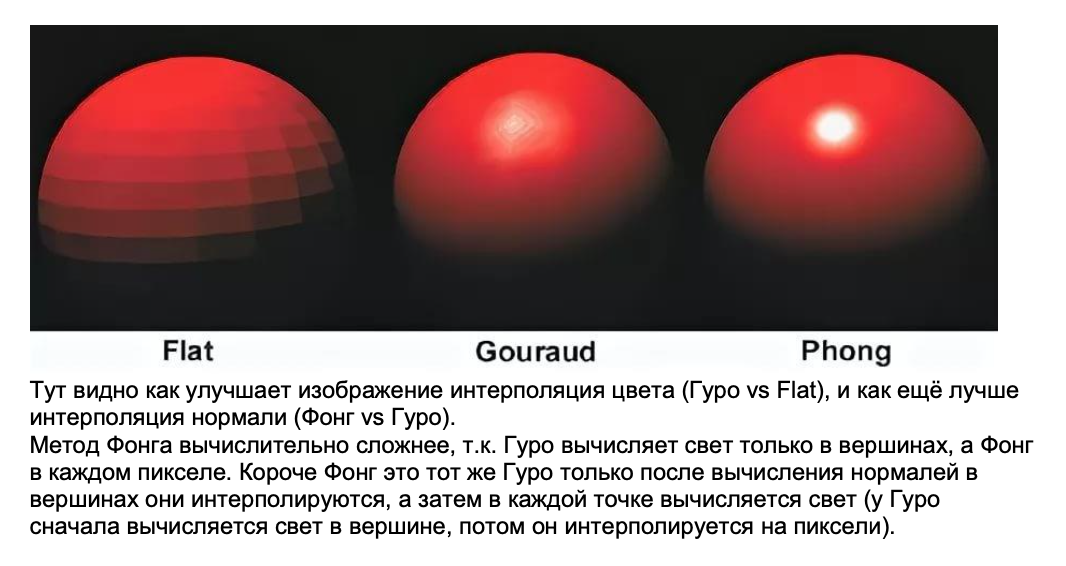 Flat
Gouraud
Phong
Тут видно как улучшает изображение интерполяция цвета (Гуро vs Flat), и как ещё лучше
интерполяция нормали (Фонг vs Гуро).
Метод Фонга вычислительно сложнее, т.к. Гуро вычисляет свет только в вершинах, а Фонг
в каждом пикселе. Короче Фонг это тот же Гуро только после вычисления нормалей в
вершинах они интерполируются, а затем в каждой точке вычисляется свет (у Гуро
сначала вычисляется свет в вершине, потом он интерполируется на пиксели).